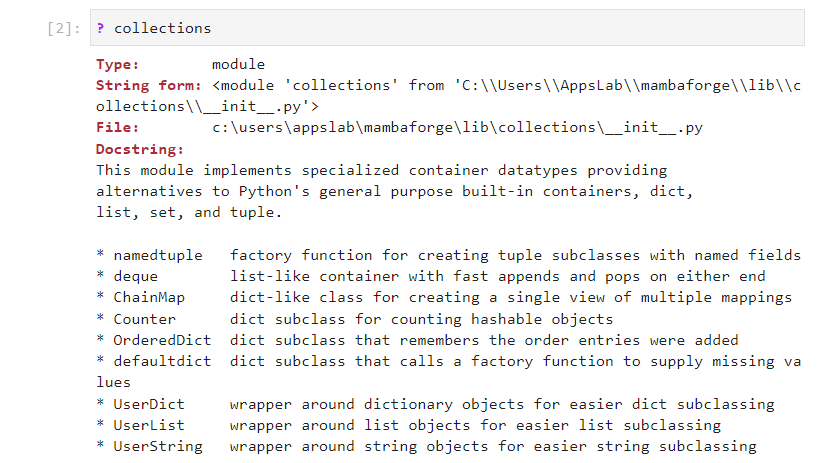 [2]: ? collections
Type: module
String form: <module 'collections' from 'C:\\Users\\AppsLab\\mambaforge\\lib\\c
ollections\\__init__.py'>
File: c:\users\appslab\mambaforge\lib\collections\__init__.py
Docstring:
This module implements specialized container datatypes providing
alternatives to Python's general purpose built-in containers, dict,
list, set, and tuple.
* namedtuple factory function for creating tuple subclasses with named fields
* deque list-like container with fast appends and pops on either end
* ChainMap dict-like class for creating a single view of multiple mappings
* Counter dict subclass for counting hashable objects
* OrderedDict dict subclass that remembers the order entries were added
* defaultdict dict subclass that calls a factory function to supply missing va
lues
* UserDict wrapper around dictionary objects for easier dict subclassing
* UserList wrapper around list objects for easier list subclassing
* UserString wrapper around string objects for easier string subclassing